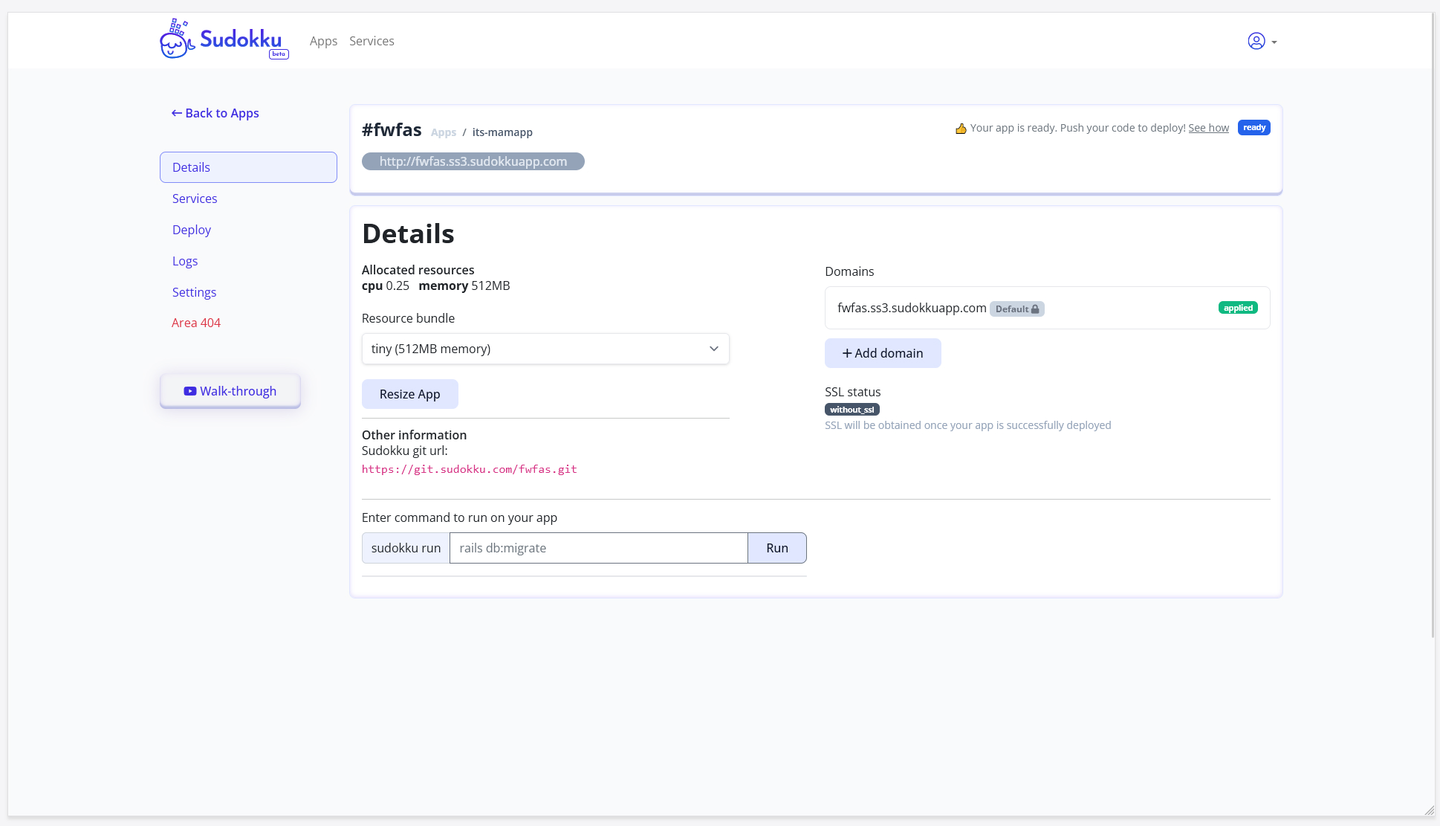 Sudokku
beta
Apps Services
← Back to Apps
Details
Services
Deploy
Logs
Settings
Area 404
Walk-through
#fwfas Apps / its-mamapp
👍 Your app is ready. Push your code to deploy! See how ready
http://fwfas.ss3.sudokkuapp.com
Details
Allocated resources
cpu 0.25 memory 512MB
Resource bundle
tiny (512MB memory)
Resize App
Other information
Sudokku git url:
https://git.sudokku.com/fwfas.git
Domains
fwfas.ss3.sudokkuapp.com Default applied
+ Add domain
SSL status
without_ssl
SSL will be obtained once your app is successfully deployed
Enter command to run on your app
sudokku run rails db:migrate Run